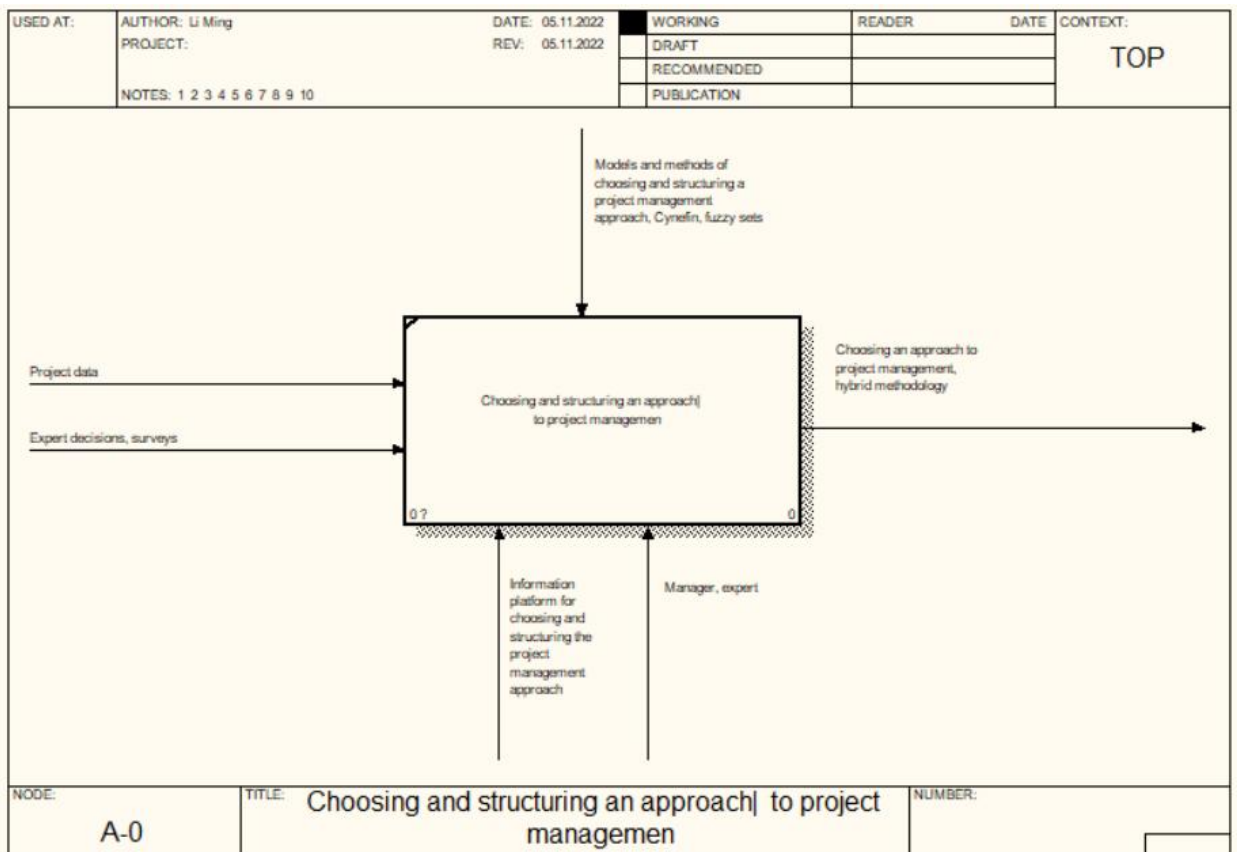 USED AT:
AUTHOR: Li Ming
DATE: 05.11.2022
PROJECT:
REV: 05.11.2022
NOTES: 1 2 3 4 5 6 7 8 9 10
WORKING
DRAFT
RECOMMENDED
PUBLICATION
READER
DATE
CONTEXT:
TOP
Models and methods of
choosing and structuring a
project management
approach, Cynefin, fuzzy sets
Project data
Expert decisions, surveys
Choosing and structuring an approach|
to project managemen
0 ?
0
Choosing an approach to
project management,
hybrid methodology
Information
platform for
choosing and
structuring the
project
management
approach
Manager, expert
NODE:
A-0
TITLE:
Choosing and structuring an approach| to project
managemen
NUMBER: